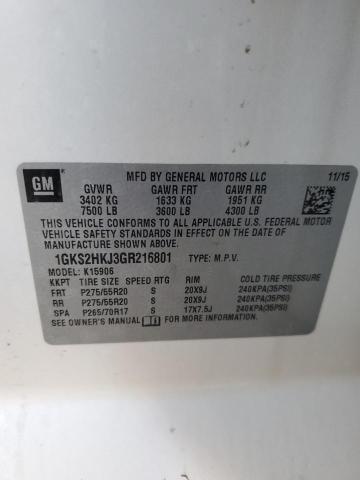 GM
MFD BY GENERAL MOTORS LLC 11/15
GVWR GAWR FRT GAWR RR
3402 KG 1633 KG 1951 KG
7500 LB 3600 LB 4300 LB
THIS VEHICLE CONFORMS TO ALL APPLICABLE U.S. FEDERAL MOTOR
VEHICLE SAFETY STANDARDS IN EFFECT ON THE DATE OF
MANUFACTURE SHOWN ABOVE.
1GKS2HKJ3GR216801 TYPE: M.P.V.
MODEL: K15906
KKPT TIRE SIZE SPEED RTG RIM COLD TIRE PRESSURE
FRT P275/55R20 S 20X9J 240KPA(35PSI)
RR P275/55R20 S 20X9J 240KPA(35PSI)
SPA P265/70R17 S 17X7.5J 240KPA(35PSI)
SEE OWNER'S MANUAL FOR MORE INFORMATION.